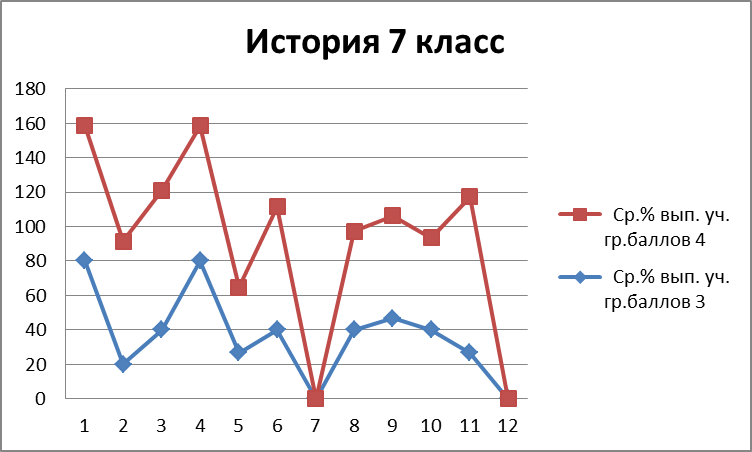 История 7 класс
180
160
140
120
100
80
60
40
20
0
1 2 3 4 5 6 7 8 9 10 11 12
Ср.% вып. уч.
гр.баллов 4
Ср.% вып. уч.
гр.баллов 3